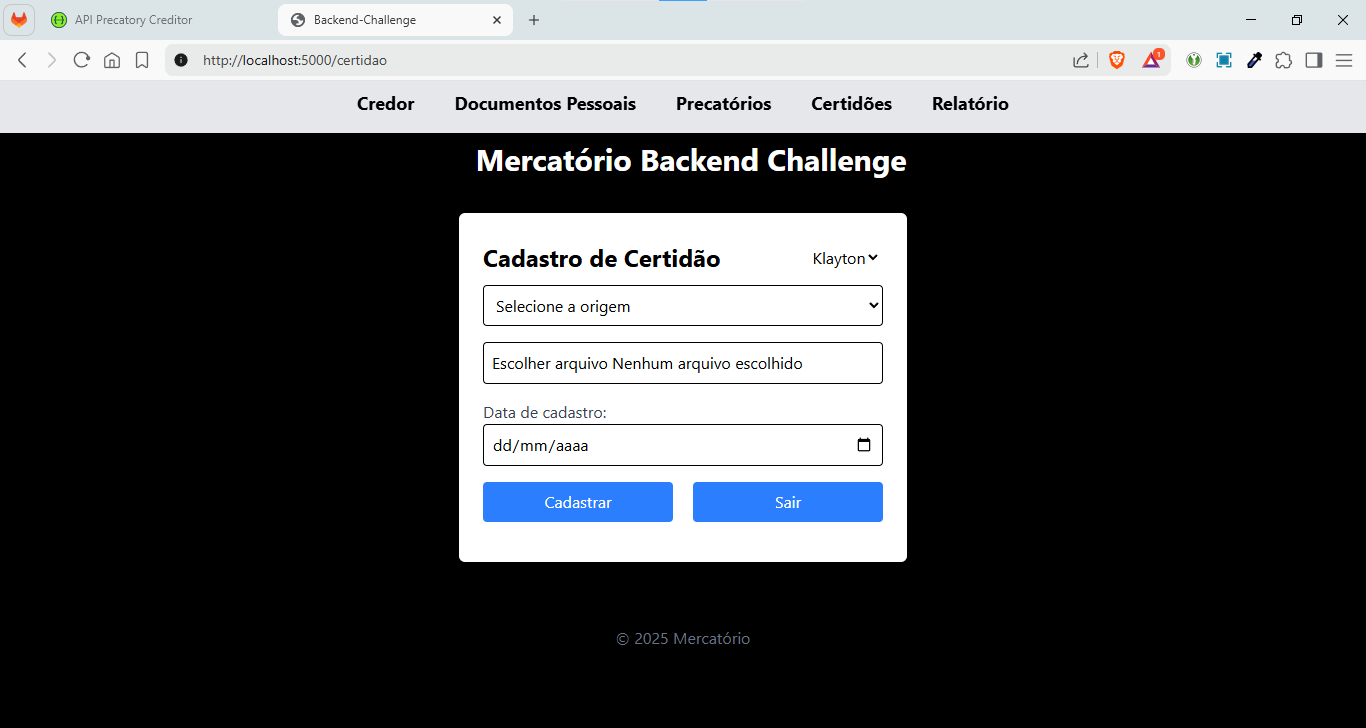 API Precatory Creditor
Backend-Challenge
http://localhost:5000/certidao
1
Credor Documentos Pessoais Precatórios Certidões Relatório
Mercatório Backend Challenge
Cadastro de Certidão Klayton
Selecione a origem
Escolher arquivo Nenhum arquivo escolhido
Data de cadastro:
dd/mm/aaaa
Cadastrar Sair
© 2025 Mercatório